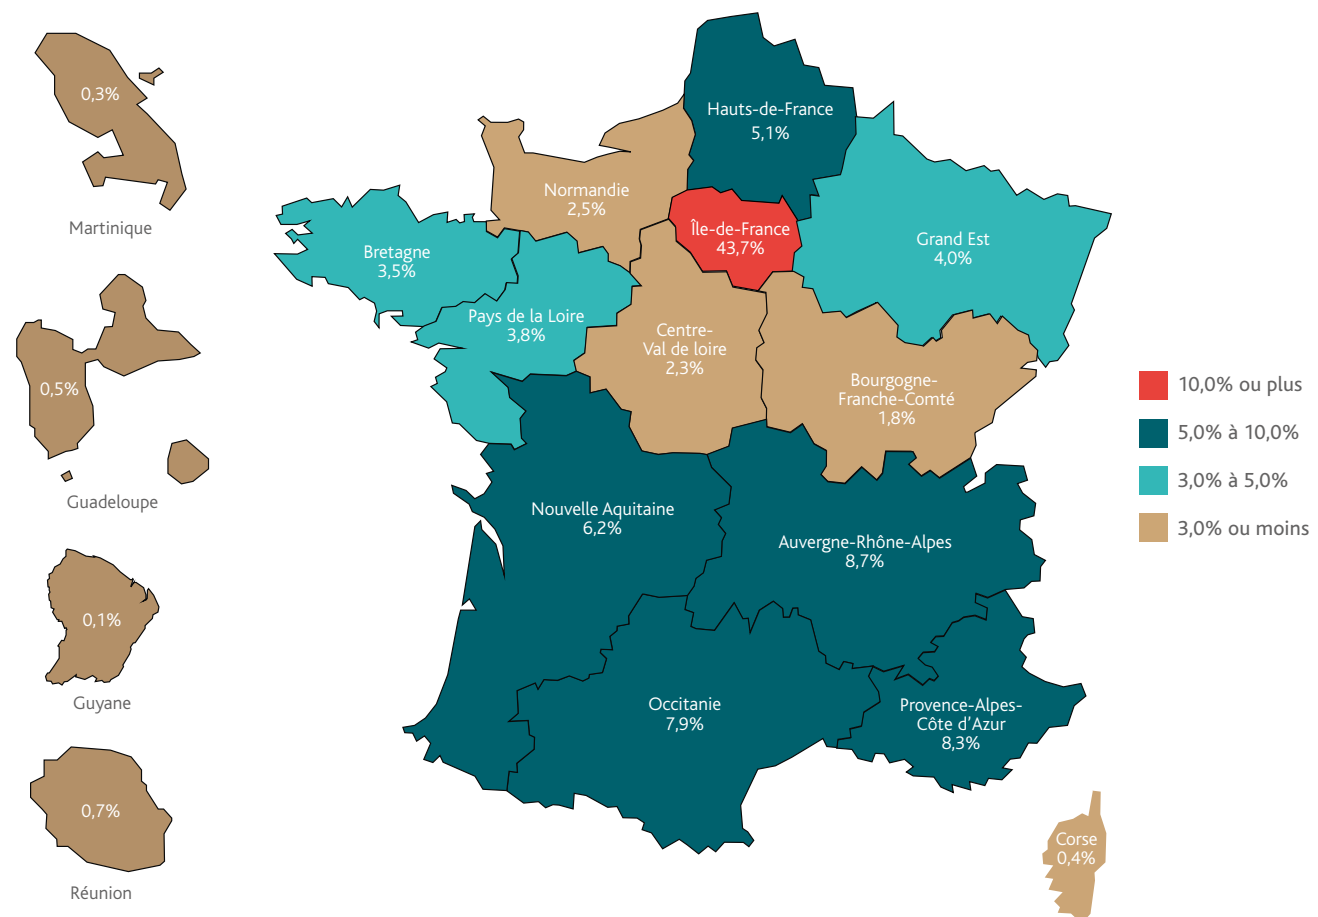 0,3%
Martinique
0,5%
Guadeloupe
0,1%
Guyane
0,7%
Réunion
Hauts-de-France
5,1%
Normandie
2,5%
Île-de-France
43,7%
Grand Est
4,0%
Bretagne
3,5%
Pays de la Loire
3,8%
Centre-
Val de loire
2,3%
Bourgogne-
Franche-Comté
1,8%
Nouvelle Aquitaine
6,2%
Auvergne-Rhône-Alpes
8,7%
Occitanie
7,9%
Provence-Alpes-
Côte d'Azur
8,3%
Corse
0,4%
10,0% ou plus
5,0% à 10,0%
3,0% à 5,0%
3,0% ou moins